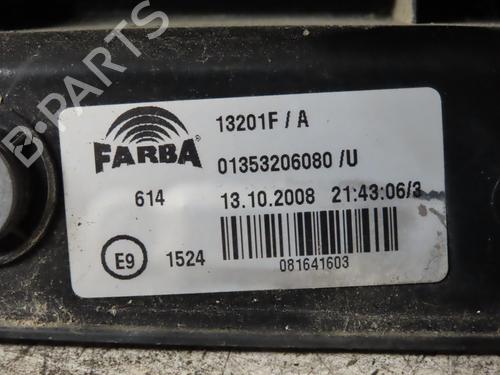 B-PARTS
FARBA
13201F / A
01353206080 /U
614 13.10.2008 21:43:06/3
E9 1524
081641603